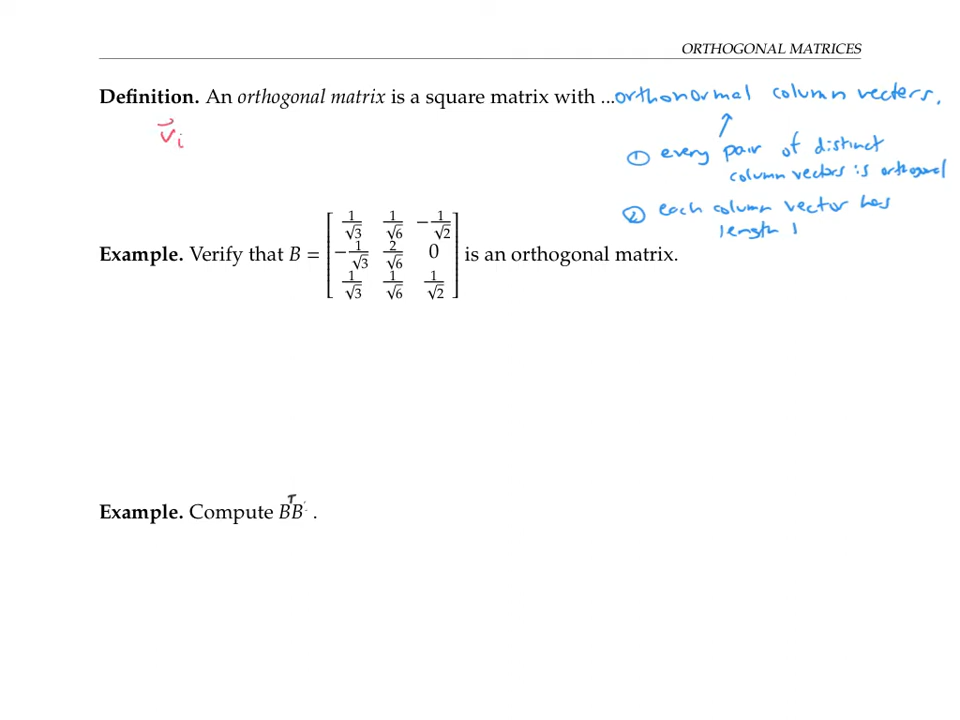 ORTHOGONAL MATRICES
Definition. An orthogonal matrix is a square matrix with ...orthonormal column vecters.
v⃗ᵢ
↑
① every pair of distinct
column vectors is orthogonal
② each column vector has
length 1
Example. Verify that B = [ 1/√3 1/√6 −1/√2
−1/√3 2/√6 0
1/√3 1/√6 1/√2 ] is an orthogonal matrix.
Example. Compute BᵀB .